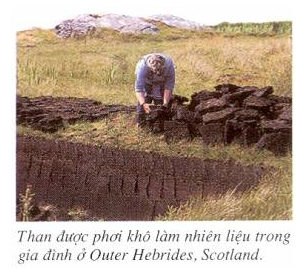 Than được phơi khô làm nhiên liệu trong
gia đình ở Outer Hebrides, Scotland.